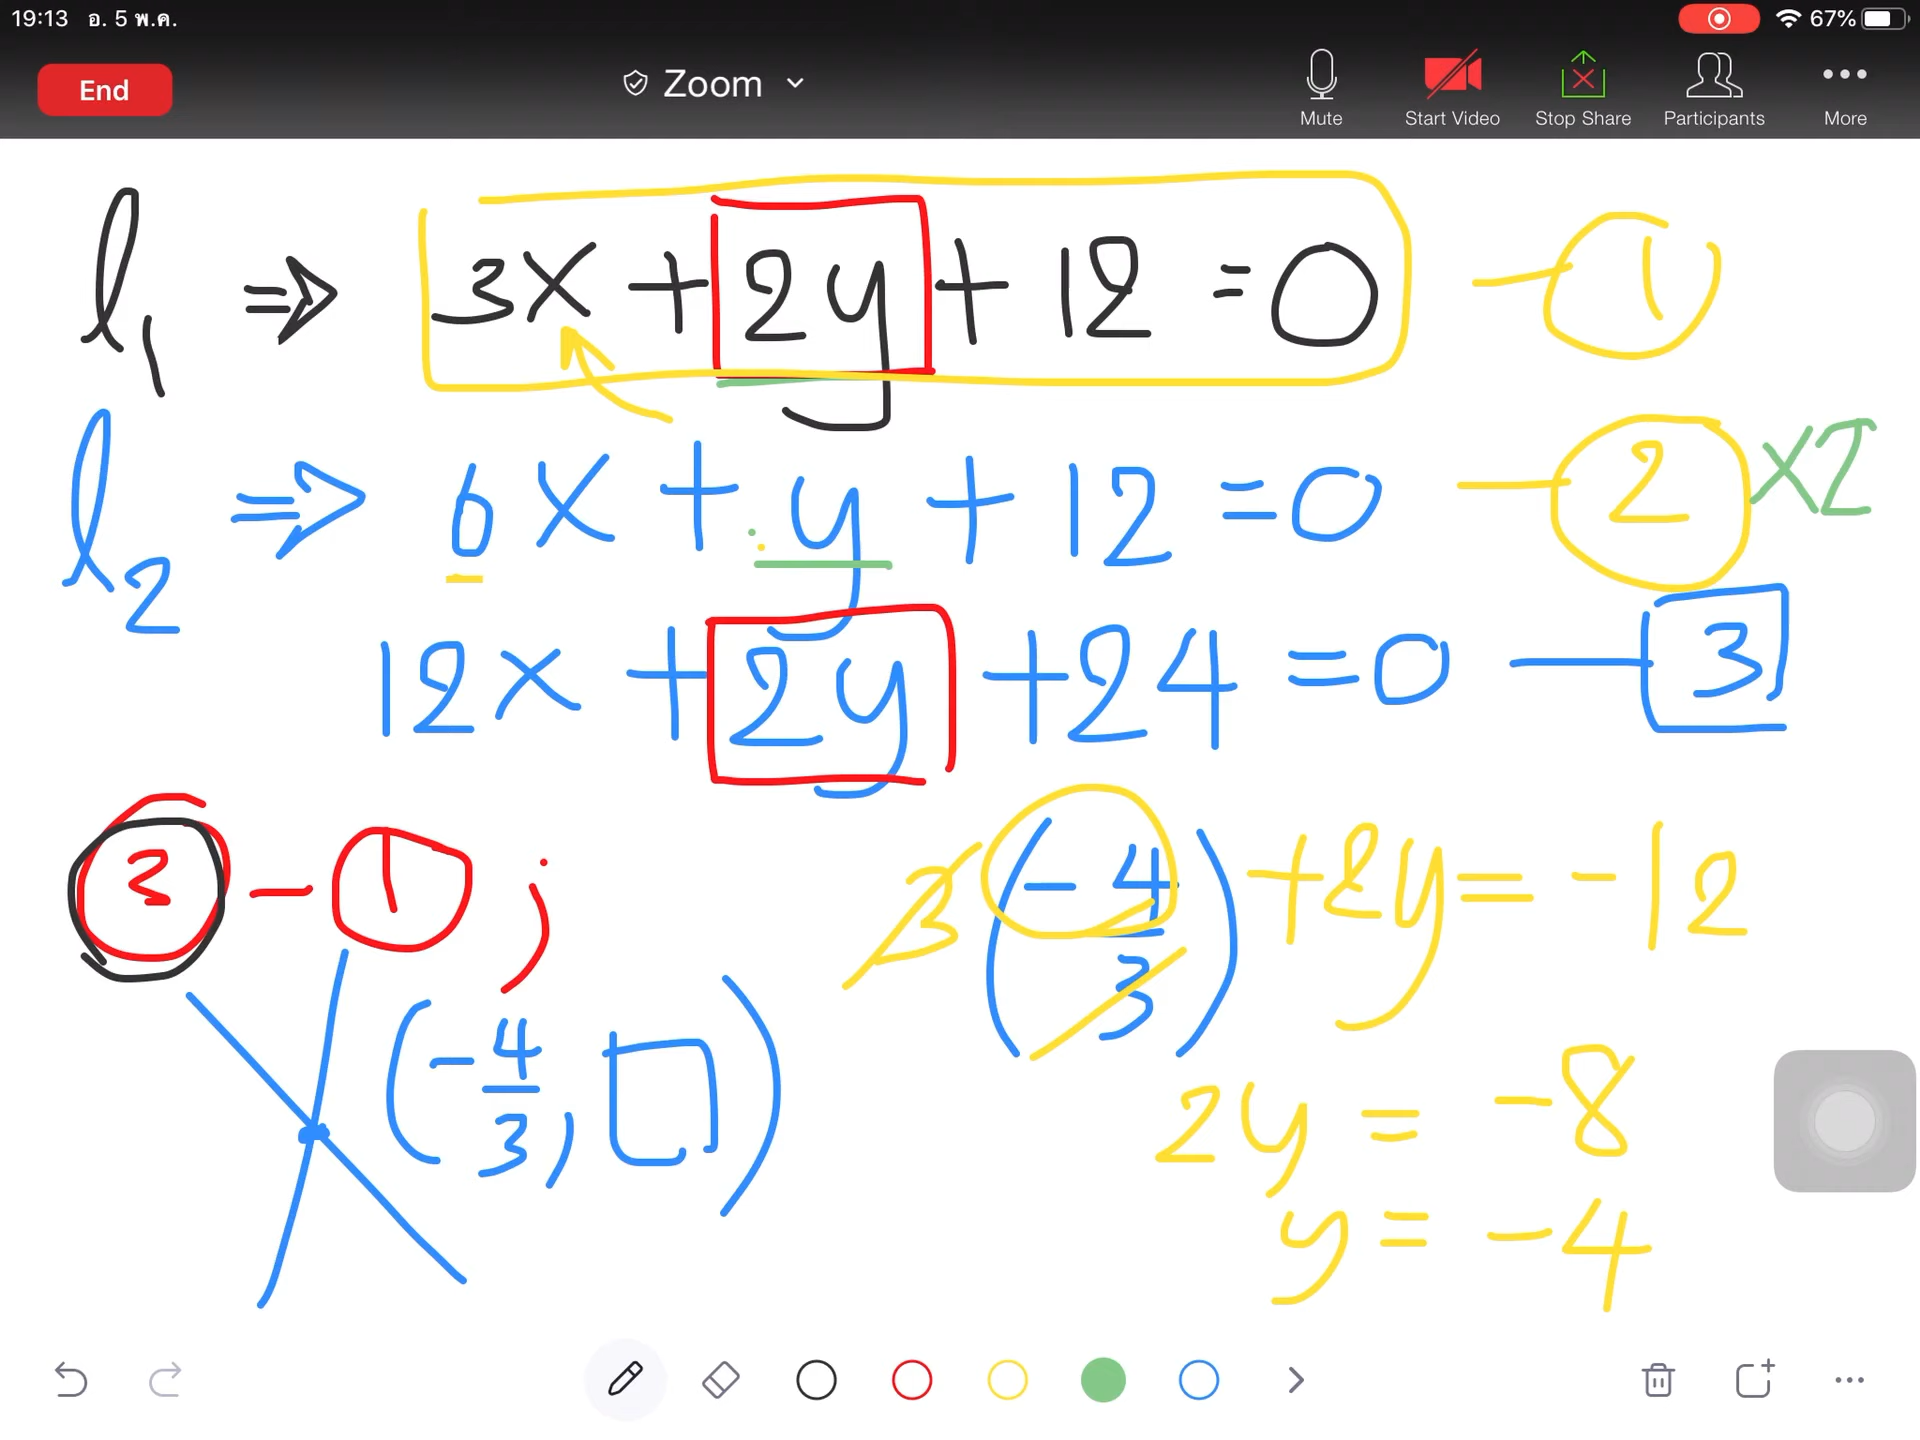 19:13 อ. 5 พ.ค. 67%
End Zoom Mute Start Video Stop Share Participants More
l₁ ⇒ 3x + 2y + 12 = 0 — 1
l₂ ⇒ 6x + y + 12 = 0 — 2 ×2
12x + 2y + 24 = 0 — 3
3 - 1 ;
(-4/3, □)
3(-4/3) + 2y = -12
2y = -8
y = -4